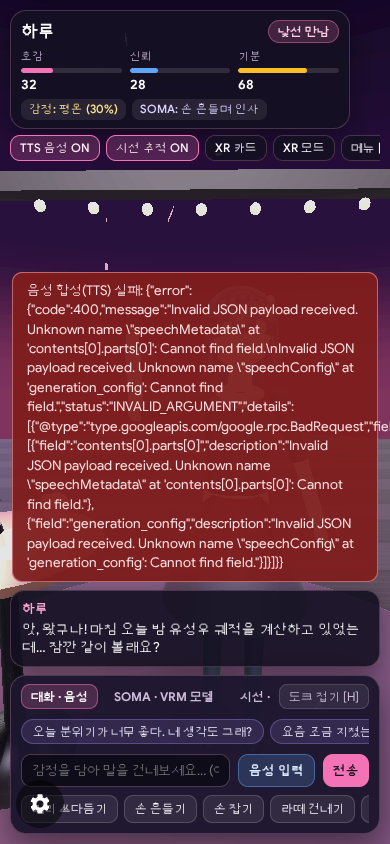 하루
낯선 만남
호감
신뢰
기분
32
28
68
감정: 평온 (30%)
SOMA: 손 흔들며 인사
TTS 음성 ON
시선 추적 ON
XR 카드
XR 모드
메뉴
음성 합성(TTS) 실패: {"error":
{"code":400,"message":"Invalid JSON payload received.
Unknown name \"speechMetadata\" at
'contents[0].parts[0]': Cannot find field.\nInvalid JSON
payload received. Unknown name \"speechConfig\" at
'generation_config': Cannot find
field.","status":"INVALID_ARGUMENT","details":
[{"@type":"type.googleapis.com/google.rpc.BadRequest","fie
[{"field":"contents[0].parts[0]","description":"Invalid
JSON payload received. Unknown name
\"speechMetadata\" at 'contents[0].parts[0]': Cannot
find field."},
{"field":"generation_config","description":"Invalid JSON
payload received. Unknown name \"speechConfig\" at
'generation_config': Cannot find field."}]}]}}
하루
앗, 왔구나! 마침 오늘 밤 유성우 궤적을 계산하고 있었는
데... 잠깐 같이 볼래요?
대화 · 음성
SOMA · VRM 모델
시선 ·
도크 접기 [H]
오늘 분위기가 너무 좋다. 네 생각도 그래?
요즘 조금 지쳤는
감정을 담아 말을 건네보세요... (
음성 입력
전송
쓰다듬기
손 흔들기
손 잡기
라떼 건네기